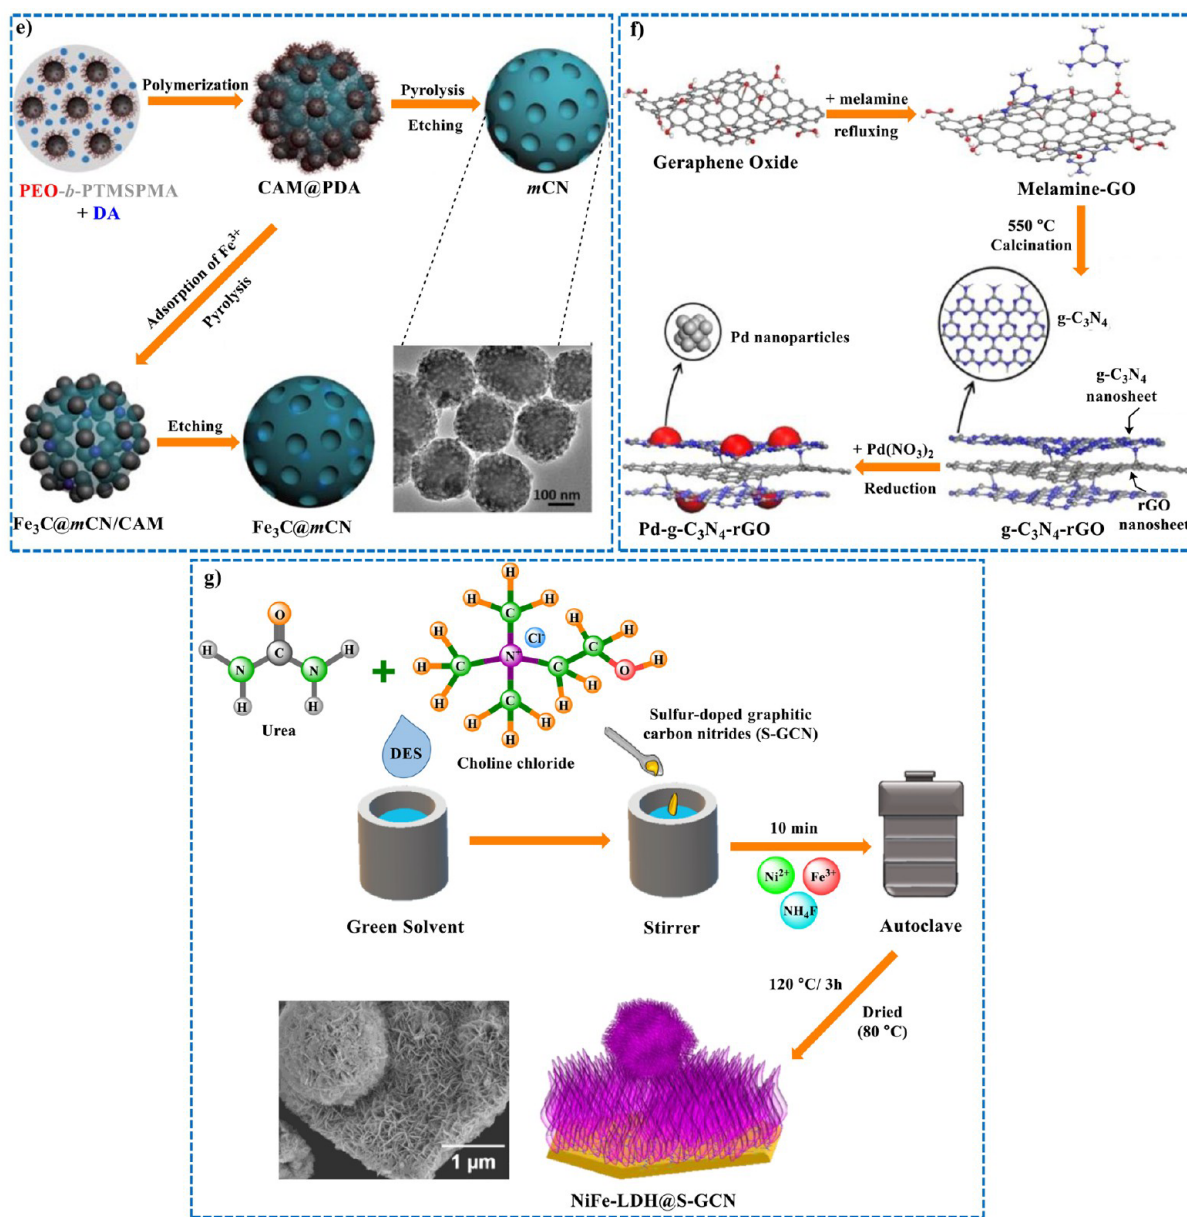 e)
Polymerization
Pyrolysis
Etching
PEO-b-PTMSPMA
+ DA
CAM@PDA
mCN
Adsorption of Fe³⁺
Pyrolysis
Etching
Fe₃C@mCN/CAM
Fe₃C@mCN
100 nm
f)
+ melamine
refluxing
Geraphene Oxide
Melamine-GO
550 °C
Calcination
g-C₃N₄
Pd nanoparticles
g-C₃N₄
nanosheet
+ Pd(NO₃)₂
Reduction
rGO
nanosheet
Pd-g-C₃N₄-rGO
g-C₃N₄-rGO
g)
H
H
H
H
H
O
C
H
H
Cl⁻
C
H
C
N
N
H
H
H
C
N⁺
C
O
H
H
H
H
H
C
H
H
H
H
Urea
DES
Choline chloride
Sulfur-doped graphitic
carbon nitrides (S-GCN)
10 min
Ni²⁺
Fe³⁺
NH₄F
Green Solvent
Stirrer
Autoclave
120 °C/ 3h
Dried
(80 °C)
1 µm
NiFe-LDH@S-GCN